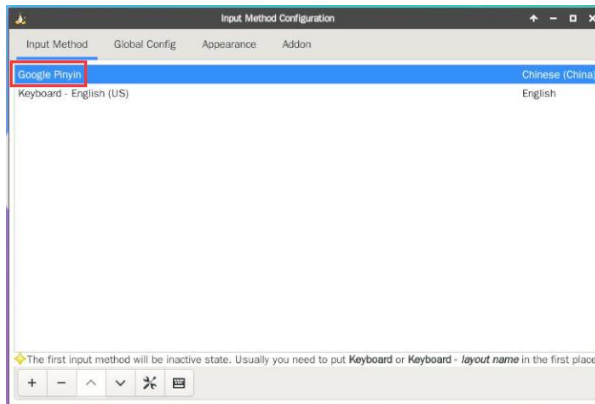 Input Method Configuration
Input Method Global Config Appearance Addon
Google Pinyin Chinese (China)
Keyboard - English (US) English
The first input method will be inactive state. Usually you need to put Keyboard or Keyboard - layout name in the first place